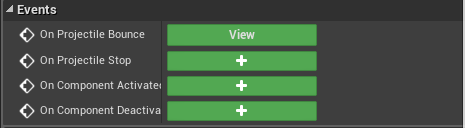 Events
On Projectile Bounce View
On Projectile Stop +
On Component Activated +
On Component Deactiva +